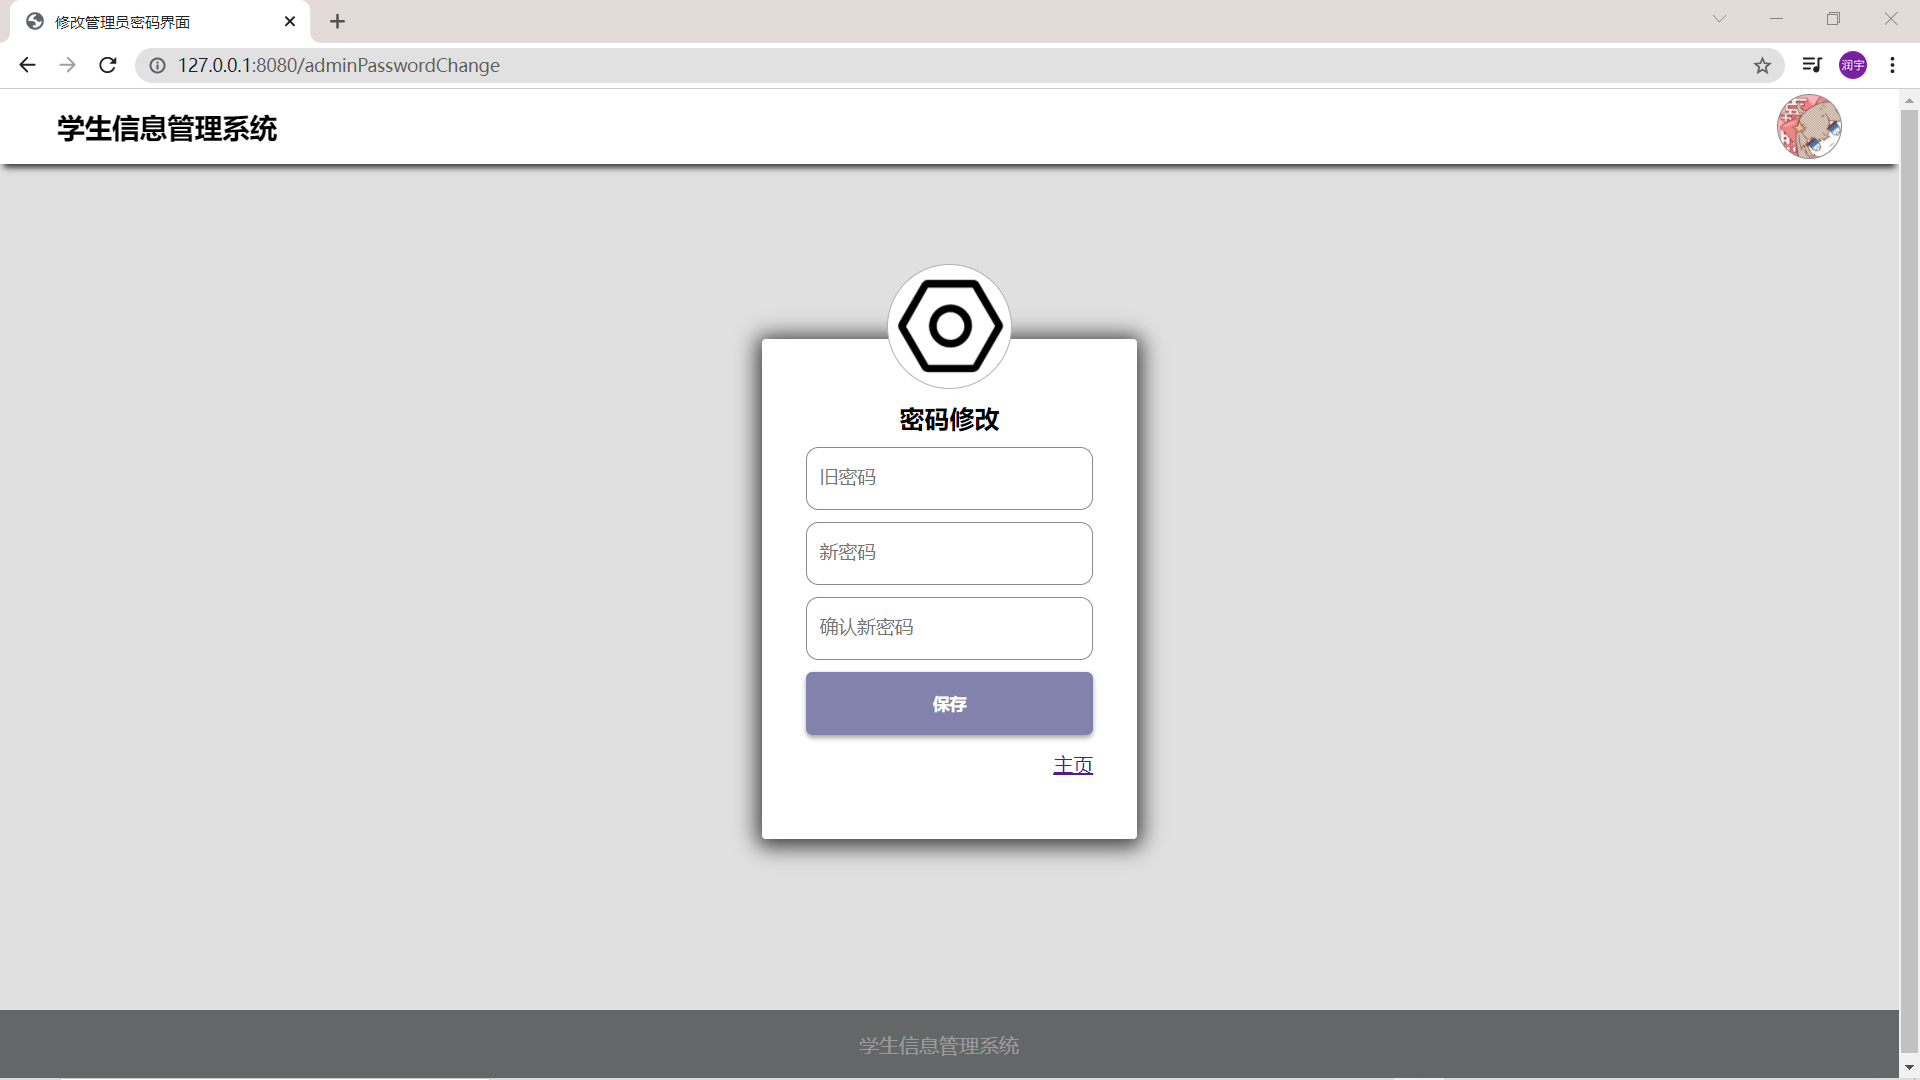 修改管理员密码界面
127.0.0.1:8080/adminPasswordChange
润宇
学生信息管理系统
密码修改
旧密码
新密码
确认新密码
保存
主页
学生信息管理系统